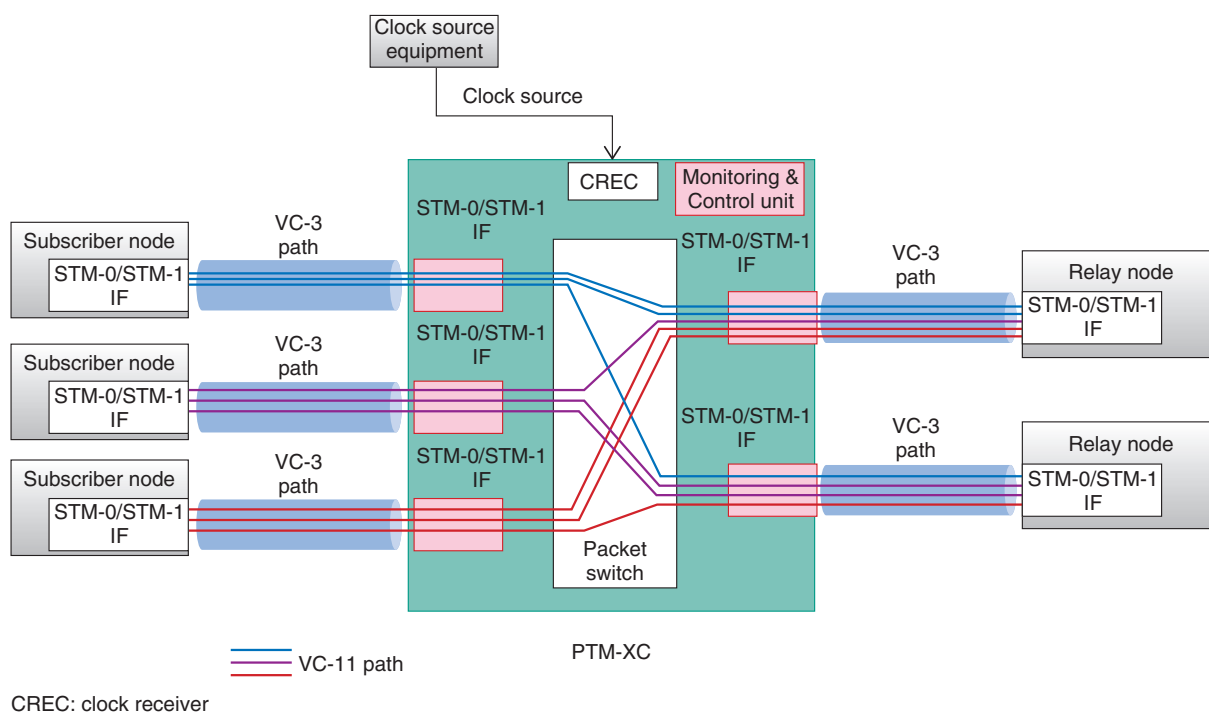 Clock source
equipment
Clock source
CREC
Monitoring &
Control unit
STM-0/STM-1
IF
VC-3
path
Subscriber node
STM-0/STM-1
IF
STM-0/STM-1
IF
VC-3
path
Relay node
STM-0/STM-1
IF
STM-0/STM-1
IF
VC-3
path
Subscriber node
STM-0/STM-1
IF
STM-0/STM-1
IF
VC-3
path
Relay node
STM-0/STM-1
IF
STM-0/STM-1
IF
VC-3
path
Subscriber node
STM-0/STM-1
IF
Packet
switch
PTM-XC
VC-11 path
CREC: clock receiver